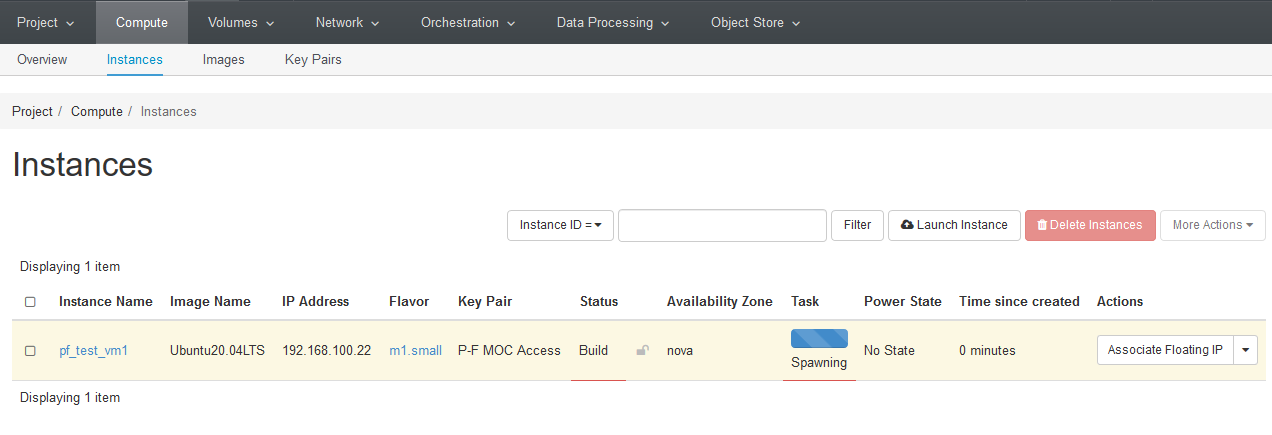 Project Compute Volumes Network Orchestration Data Processing Object Store
Overview Instances Images Key Pairs
Project / Compute / Instances
Instances
Instance ID = Filter Launch Instance Delete Instances More Actions
Displaying 1 item
Instance Name Image Name IP Address Flavor Key Pair Status Availability Zone Task Power State Time since created Actions
pf_test_vm1 Ubuntu20.04LTS 192.168.100.22 m1.small P-F MOC Access Build nova Spawning No State 0 minutes Associate Floating IP
Displaying 1 item